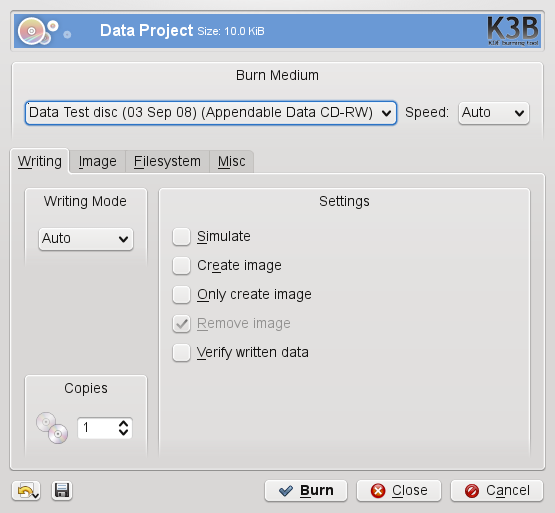 Data Project Size: 10.0 KiB
K3B
Burn Medium
Data Test disc (03 Sep 08) (Appendable Data CD-RW) Speed: Auto
Writing Image Filesystem Misc
Writing Mode
Auto
Settings
Simulate
Create image
Only create image
Remove image
Verify written data
Copies
1
Burn Close Cancel